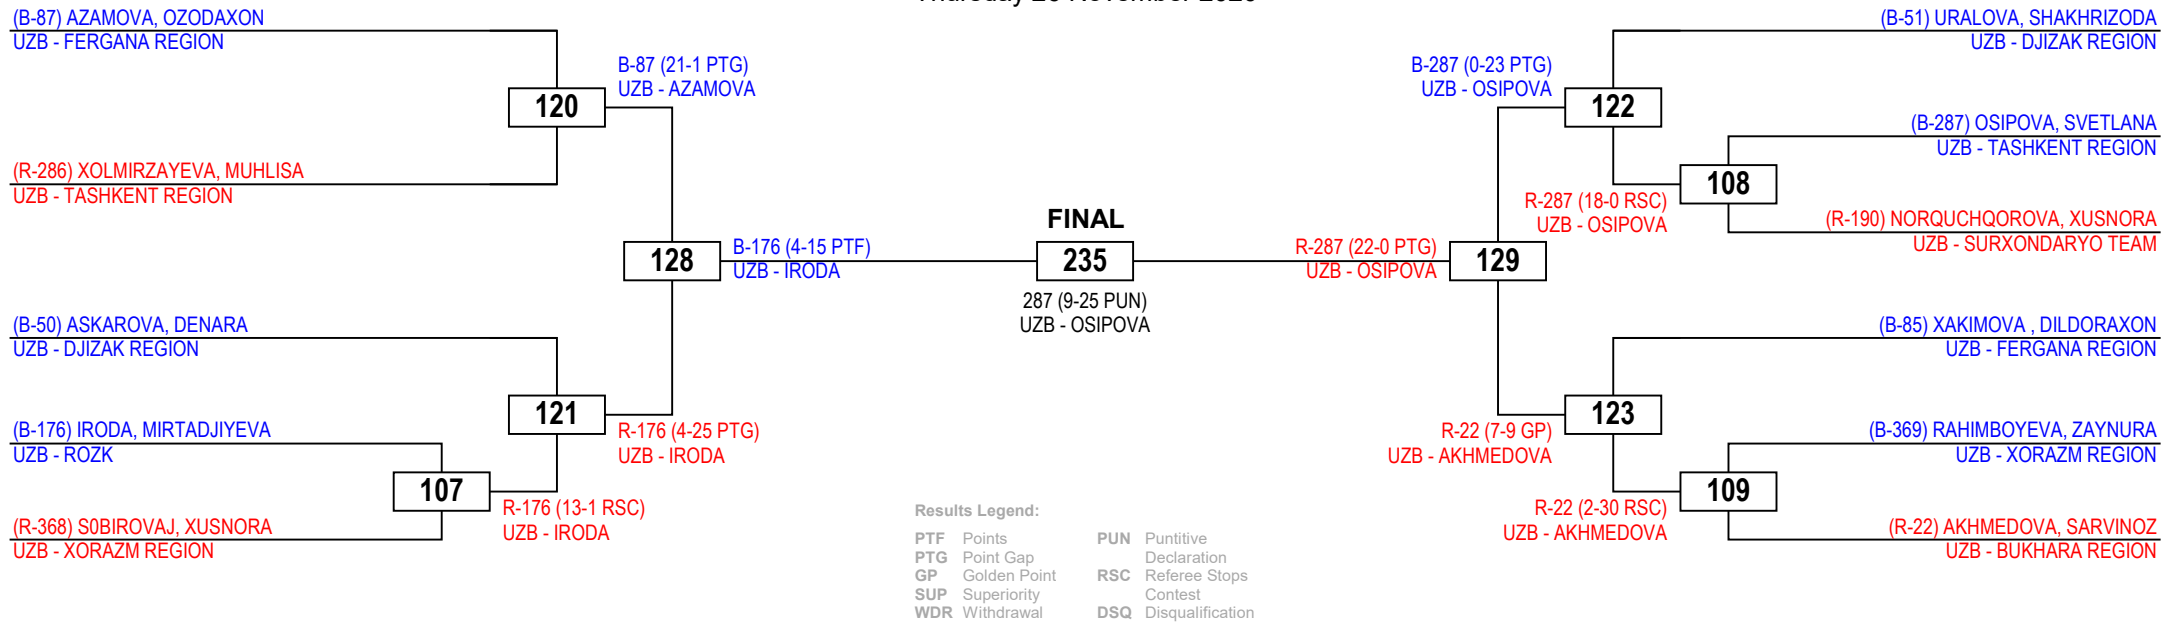 (B-87) AZAMOVA, OZODAXON
UZB - FERGANA REGION
B-87 (21-1 PTG)
UZB - AZAMOVA
120
(R-286) XOLMIRZAYEVA, MUHLISA
UZB - TASHKENT REGION
128
B-176 (4-15 PTF)
UZB - IRODA
(B-50) ASKAROVA, DENARA
UZB - DJIZAK REGION
121
R-176 (4-25 PTG)
UZB - IRODA
(B-176) IRODA, MIRTADJIYEVA
UZB - ROZK
107
R-176 (13-1 RSC)
UZB - IRODA
(R-368) S0BIROVAJ, XUSNORA
UZB - XORAZM REGION
FINAL
235
287 (9-25 PUN)
UZB - OSIPOVA
(B-51) URALOVA, SHAKHRIZODA
UZB - DJIZAK REGION
B-287 (0-23 PTG)
UZB - OSIPOVA
122
(B-287) OSIPOVA, SVETLANA
UZB - TASHKENT REGION
108
R-287 (18-0 RSC)
UZB - OSIPOVA
(R-190) NORQUCHQOROVA, XUSNORA
UZB - SURXONDARYO TEAM
R-287 (22-0 PTG)
UZB - OSIPOVA
129
(B-85) XAKIMOVA , DILDORAXON
UZB - FERGANA REGION
123
R-22 (7-9 GP)
UZB - AKHMEDOVA
(B-369) RAHIMBOYEVA, ZAYNURA
UZB - XORAZM REGION
109
R-22 (2-30 RSC)
UZB - AKHMEDOVA
(R-22) AKHMEDOVA, SARVINOZ
UZB - BUKHARA REGION
Results Legend:
PTF Points
PTG Point Gap
GP Golden Point
SUP Superiority
WDR Withdrawal
PUN Puntitive
Declaration
RSC Referee Stops
Contest
DSQ Disqualification